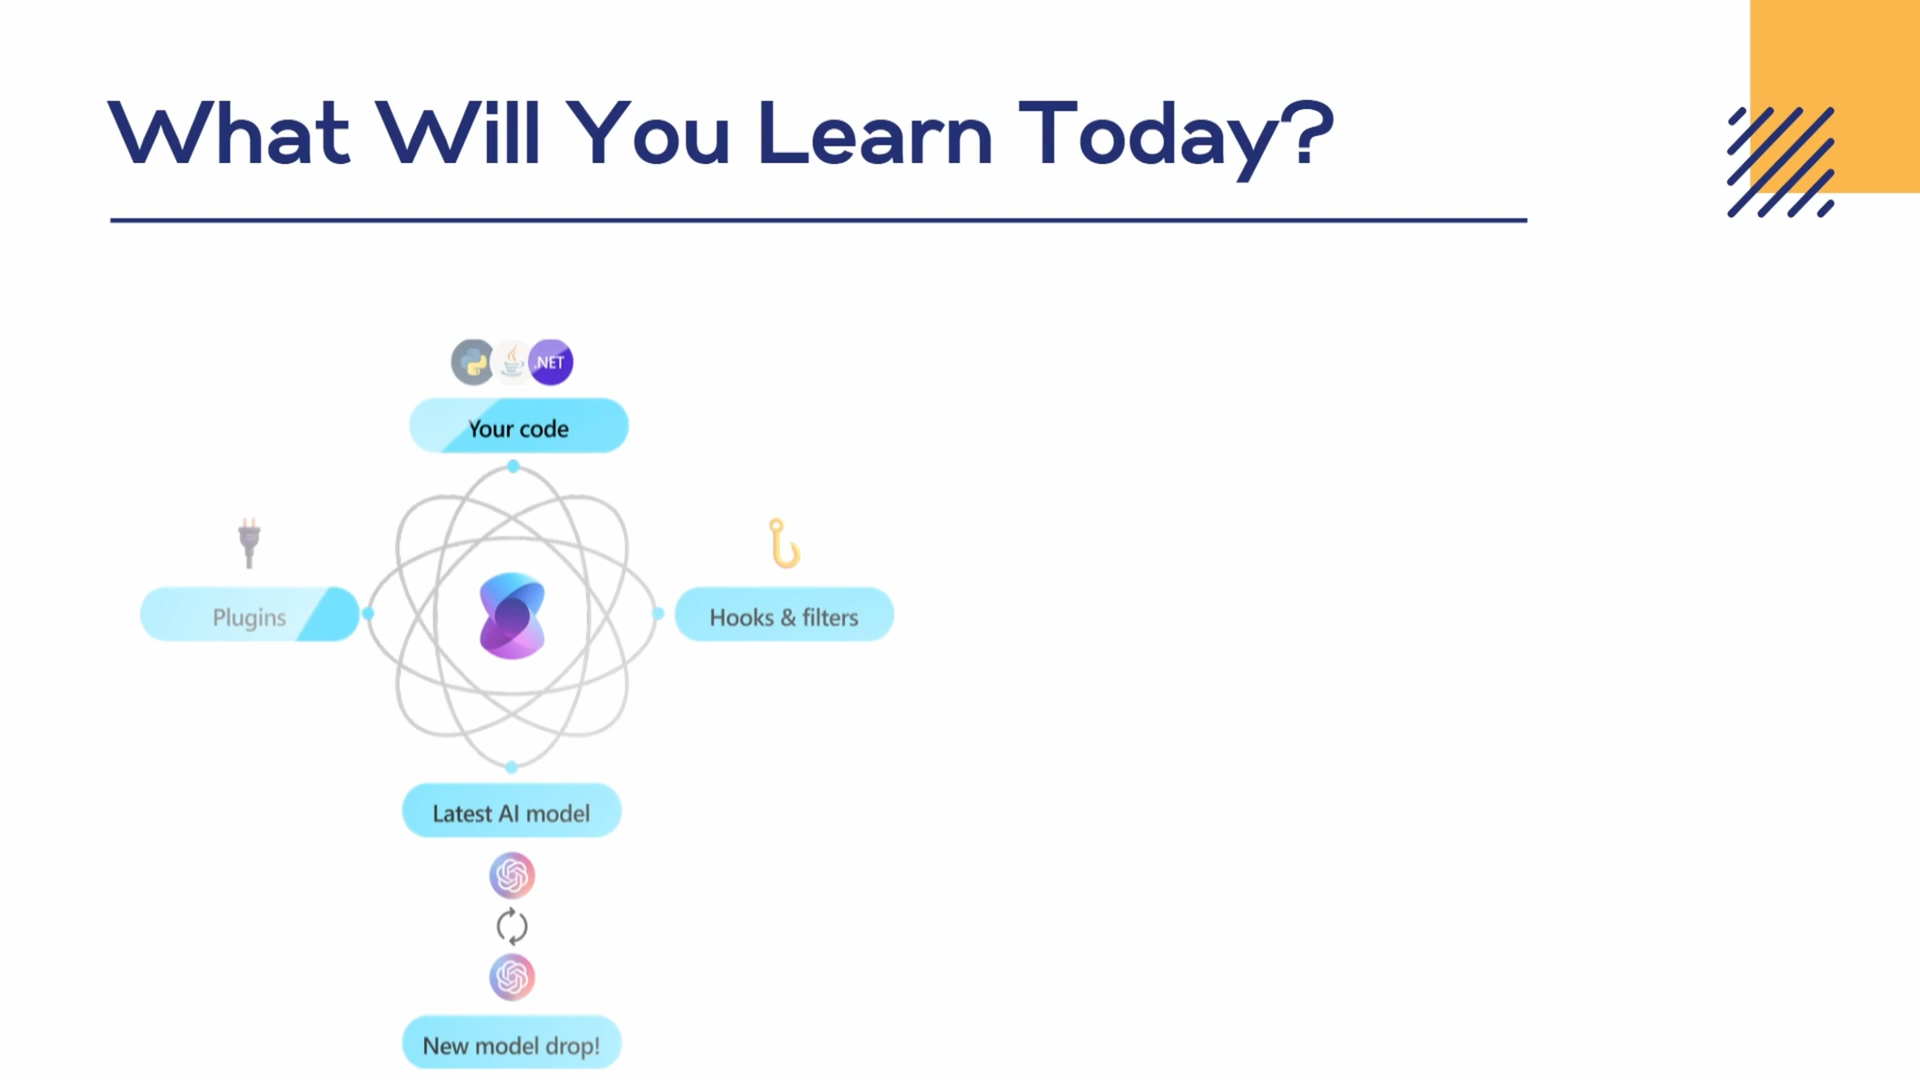 What Will You Learn Today?
.NET
Your code
Plugins
Hooks & filters
Latest AI model
New model drop!